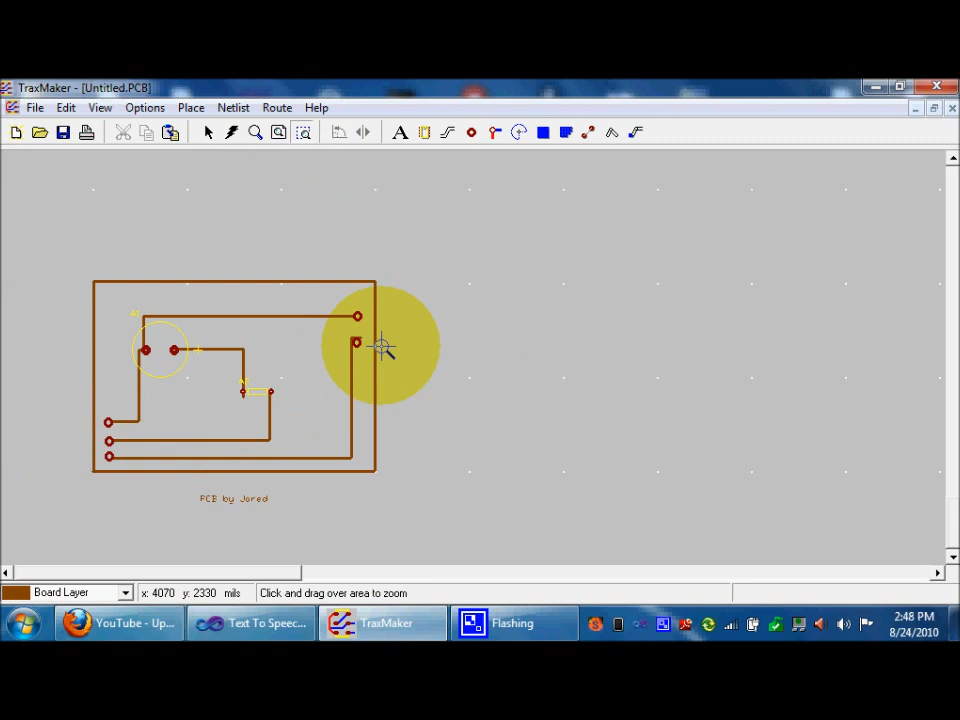 TraxMaker - [Untitled.PCB]
File Edit View Options Place Netlist Route Help
A1
PCB by Jored
Board Layer x: 4070 y: 2330 mils Click and drag over area to zoom
YouTube - Up... Text To Speec... TraxMaker Flashing
2:48 PM
8/24/2010